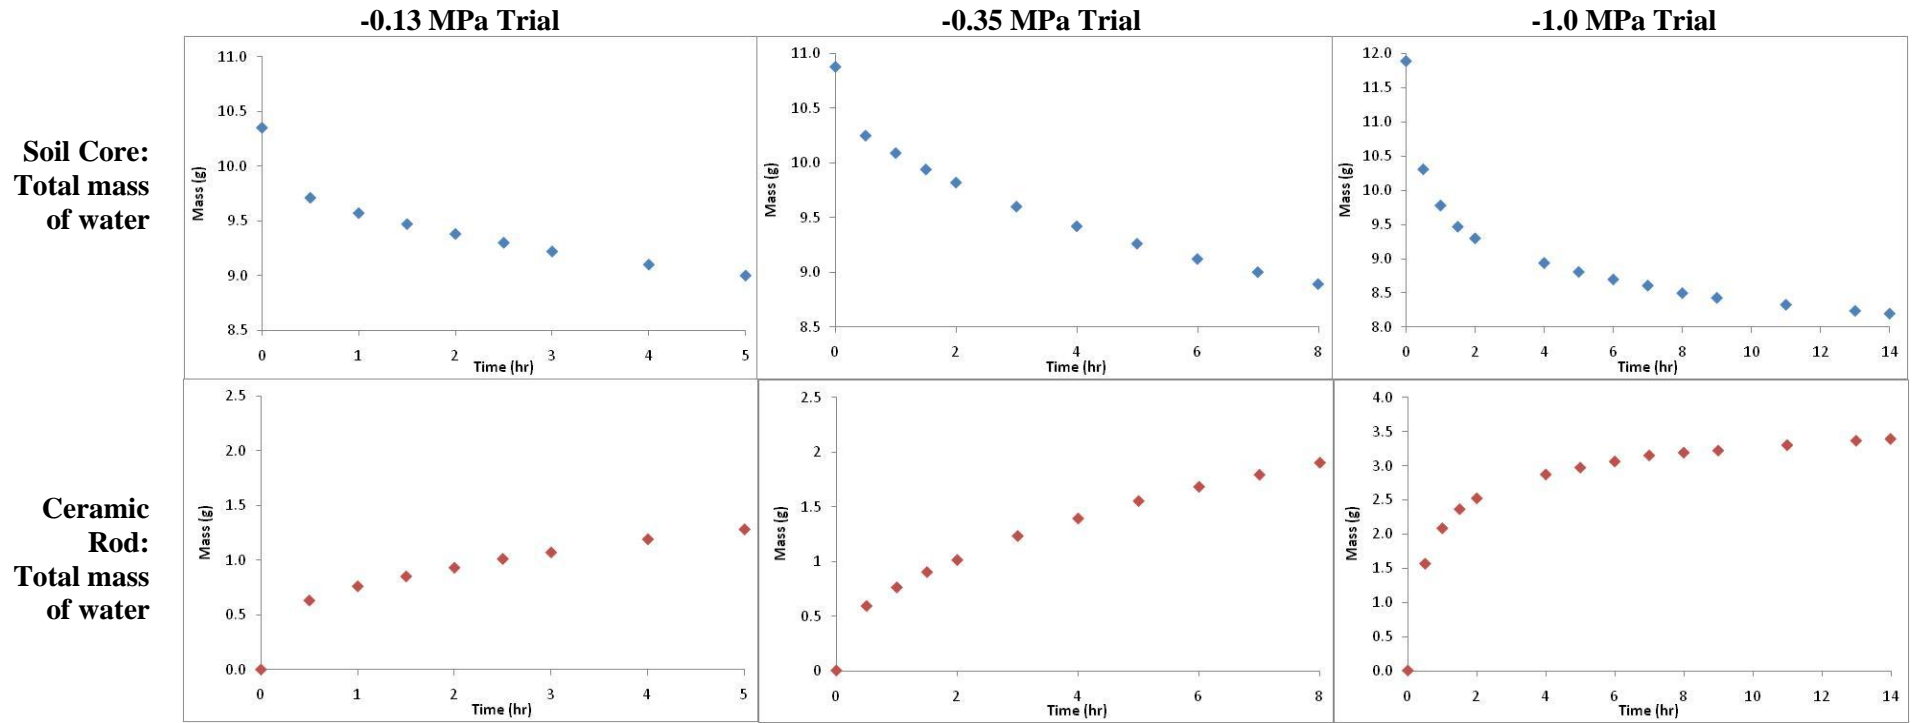 -0.13 MPa Trial
-0.35 MPa Trial
-1.0 MPa Trial
Soil Core:
Total mass
of water
11.0
10.5
10.0
9.5
9.0
8.5
Mass (g)
0 1 2 3 4 5
Time (hr)
11.0
10.5
10.0
9.5
9.0
8.5
Mass (g)
0 2 4 6 8
Time (hr)
12.0
11.5
11.0
10.5
10.0
9.5
9.0
8.5
8.0
Mass (g)
0 2 4 6 8 10 12 14
Time (hr)
Ceramic
Rod:
Total mass
of water
2.5
2.0
1.5
1.0
0.5
0.0
Mass (g)
0 1 2 3 4 5
Time (hr)
2.5
2
1.5
1
0.5
0
Mass (g)
0 2 4 6 8
Time (hr)
4.0
3.5
3.0
2.5
2.0
1.5
1.0
0.5
0.0
Mass (g)
0 2 4 6 8 10 12 14
Time (hr)